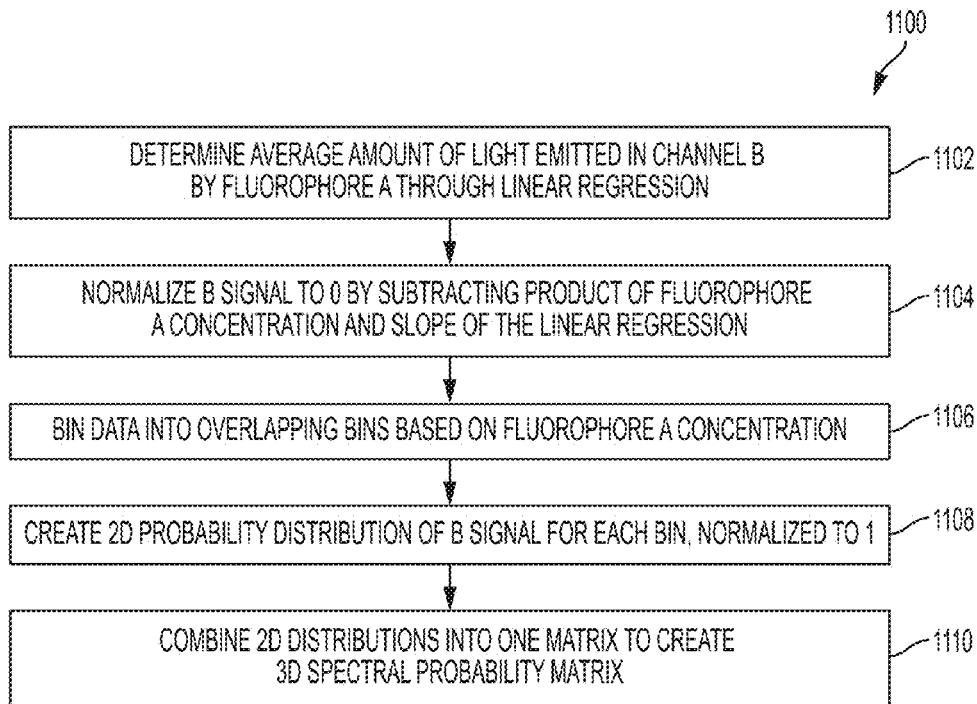 1100
DETERMINE AVERAGE AMOUNT OF LIGHT EMITTED IN CHANNEL B
BY FLUOROPHORE A THROUGH LINEAR REGRESSION
1102
NORMALIZE B SIGNAL TO 0 BY SUBTRACTING PRODUCT OF FLUOROPHORE
A CONCENTRATION AND SLOPE OF THE LINEAR REGRESSION
1104
BIN DATA INTO OVERLAPPING BINS BASED ON FLUOROPHORE A CONCENTRATION
1106
CREATE 2D PROBABILITY DISTRIBUTION OF B SIGNAL FOR EACH BIN, NORMALIZED TO 1
1108
COMBINE 2D DISTRIBUTIONS INTO ONE MATRIX TO CREATE
3D SPECTRAL PROBABILITY MATRIX
1110